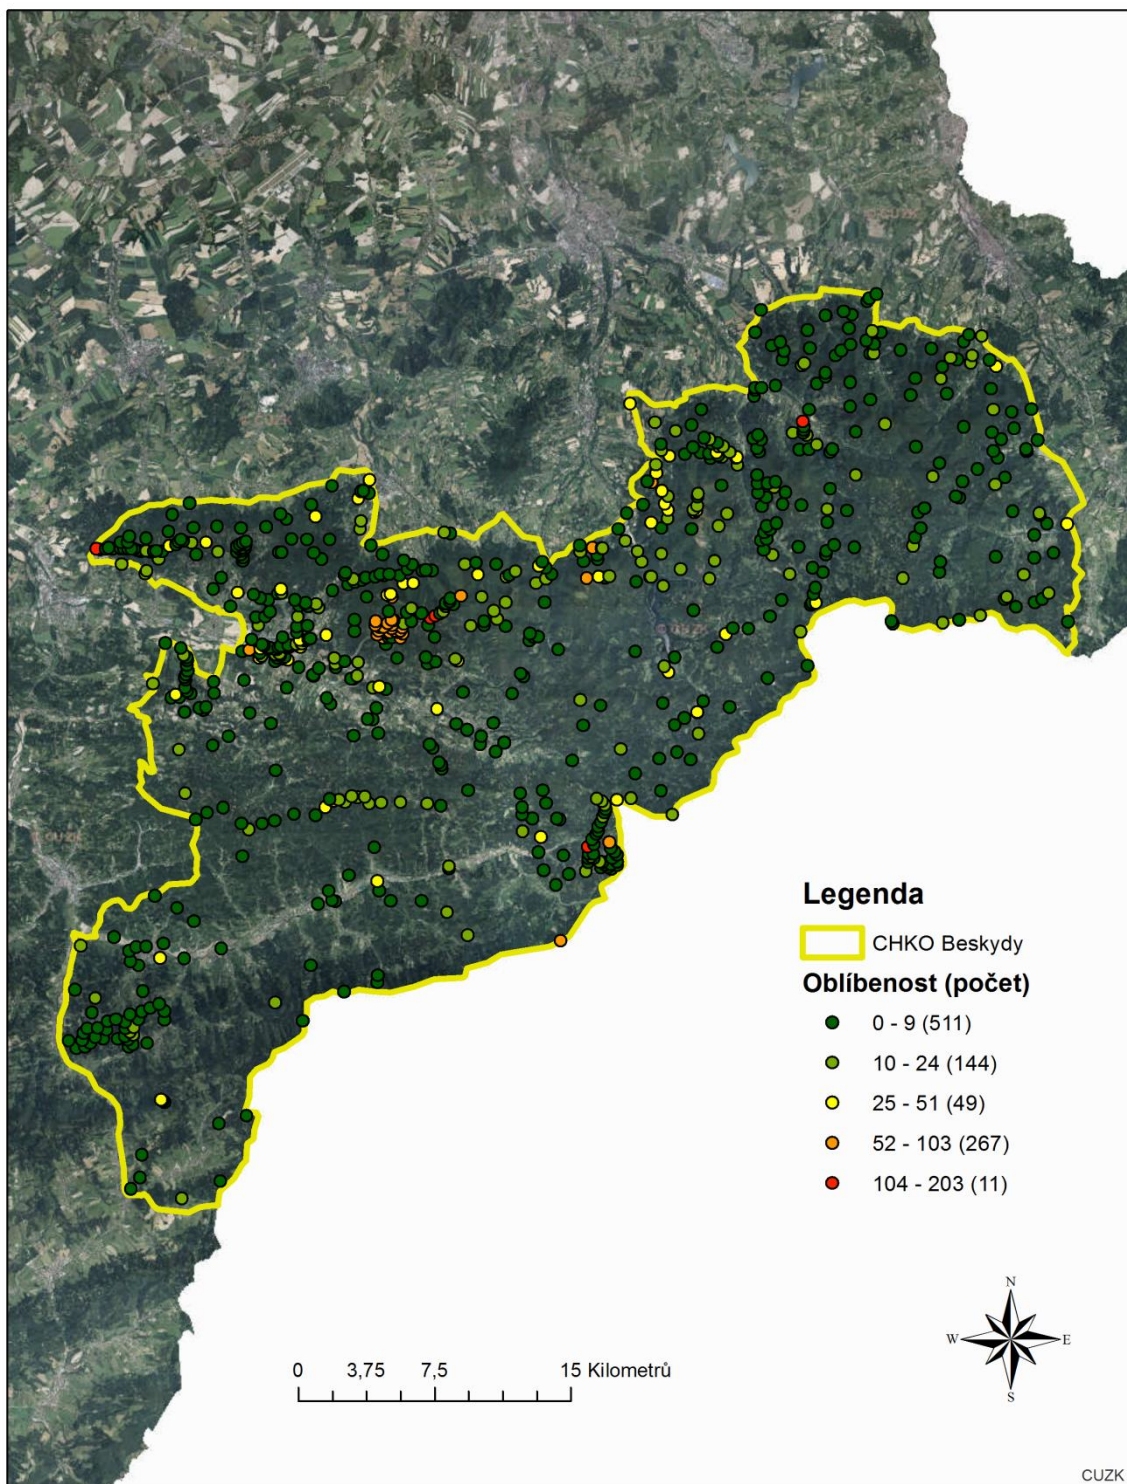 Legenda
CHKO Beskydy
Oblíbenost (počet)
0 - 9 (511)
10 - 24 (144)
25 - 51 (49)
52 - 103 (267)
104 - 203 (11)
N
W E
S
0 3,75 7,5 15 Kilometrů
CUZK